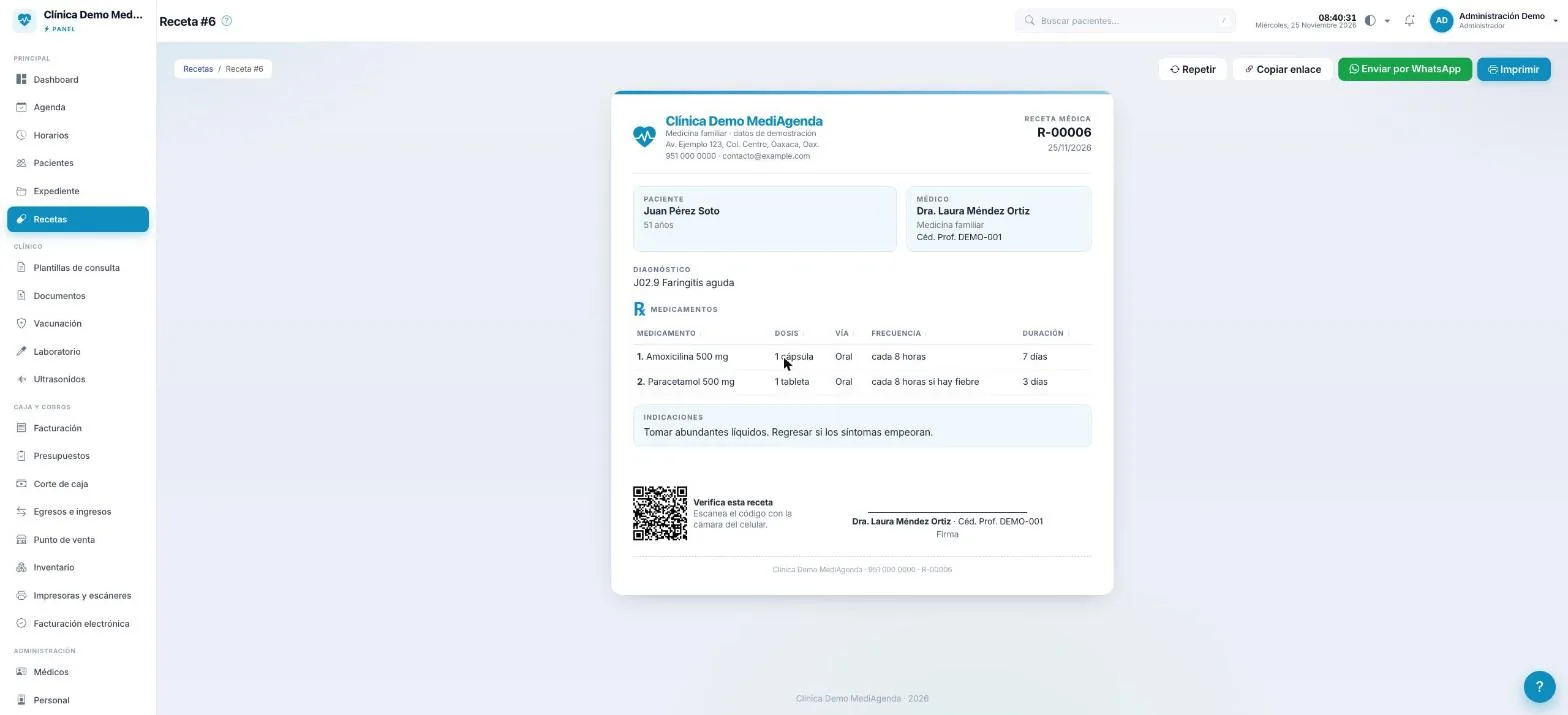 Clínica Demo Med...
PANEL
Receta #6
Buscar pacientes...
/
08:40:31
Miércoles, 25 Noviembre 2026
AD
Administración Demo
Administrador
PRINCIPAL
Dashboard
Agenda
Horarios
Pacientes
Expediente
Recetas
CLÍNICO
Plantillas de consulta
Documentos
Vacunación
Laboratorio
Ultrasonidos
CAJA Y COBROS
Facturación
Presupuestos
Corte de caja
Egresos e ingresos
Punto de venta
Inventario
Impresoras y escáneres
Facturación electrónica
ADMINISTRACIÓN
Médicos
Personal
Recetas / Receta #6
Repetir
Copiar enlace
Enviar por WhatsApp
Imprimir
Clínica Demo MediAgenda
Medicina familiar · datos de demostración
Av. Ejemplo 123, Col. Centro, Oaxaca, Oax.
951 000 0000 · contacto@example.com
RECETA MÉDICA
R-00006
25/11/2026
PACIENTE
Juan Pérez Soto
51 años
MÉDICO
Dra. Laura Méndez Ortiz
Medicina familiar
Céd. Prof. DEMO-001
DIAGNÓSTICO
J02.9 Faringitis aguda
℞ MEDICAMENTOS
MEDICAMENTO DOSIS VÍA FRECUENCIA DURACIÓN
1. Amoxicilina 500 mg 1 cápsula Oral cada 8 horas 7 días
2. Paracetamol 500 mg 1 tableta Oral cada 8 horas si hay fiebre 3 días
INDICACIONES
Tomar abundantes líquidos. Regresar si los síntomas empeoran.
Verifica esta receta
Escanea el código con la
cámara del celular.
Dra. Laura Méndez Ortiz · Céd. Prof. DEMO-001
Firma
Clínica Demo MediAgenda · 951 000 0000 · R-00006
Clínica Demo MediAgenda · 2026
?